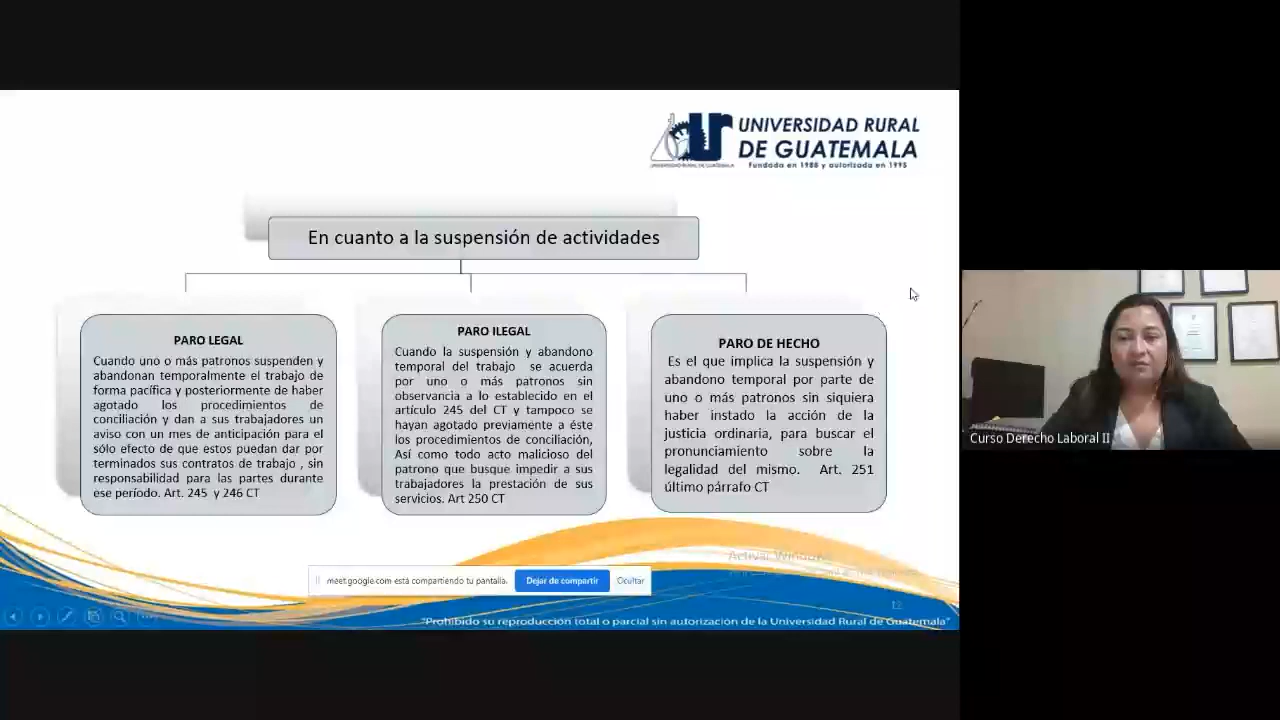 UNIVERSIDAD RURAL
DE GUATEMALA
Fundada en 1988 y autorizada en 1995
En cuanto a la suspensión de actividades
PARO LEGAL
Cuando uno o más patronos suspenden y
abandonan temporalmente el trabajo de
forma pacífica y posteriormente de haber
agotado los procedimientos de
conciliación y dan a sus trabajadores un
aviso con un mes de anticipación para el
sólo efecto de que estos puedan dar por
terminados sus contratos de trabajo , sin
responsabilidad para las partes durante
ese período. Art. 245 y 246 CT
PARO ILEGAL
Cuando la suspensión y abandono
temporal del trabajo se acuerda
por uno o más patronos sin
observancia a lo establecido en el
artículo 245 del CT y tampoco se
hayan agotado previamente a éste
los procedimientos de conciliación,
Así como todo acto malicioso del
patrono que busque impedir a sus
trabajadores la prestación de sus
servicios. Art 250 CT
PARO DE HECHO
Es el que implica la suspensión y
abandono temporal por parte de
uno o más patronos sin siquiera
haber instado la acción de la
justicia ordinaria, para buscar el
pronunciamiento sobre la
legalidad del mismo. Art. 251
último párrafo CT
Curso Derecho Laboral II
Activar Windows
meet.google.com está compartiendo tu pantalla.
Dejar de compartir
Ocultar
12
"Prohibido su reproducción total o parcial sin autorización de la Universidad Rural de Guatemala"